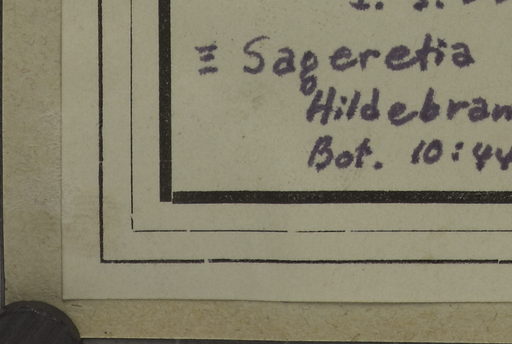 ≡ Sageretia
Hildebran
Bot. 10:44